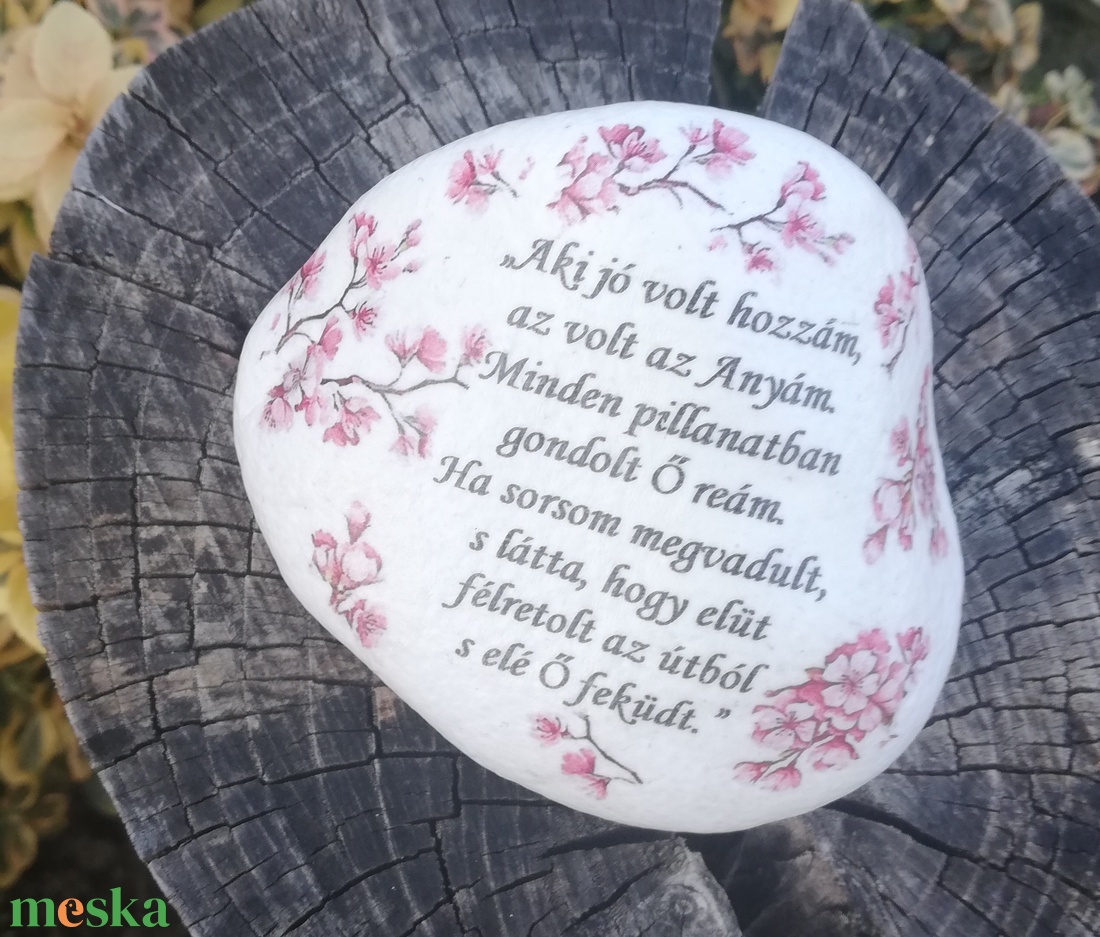 „Aki jó volt hozzám,
az volt az Anyám.
Minden pillanatban
gondolt Ő reám.
Ha sorsom megvadult,
s látta, hogy elüt
félretolt az útból
s elé Ő feküdt.”
meska